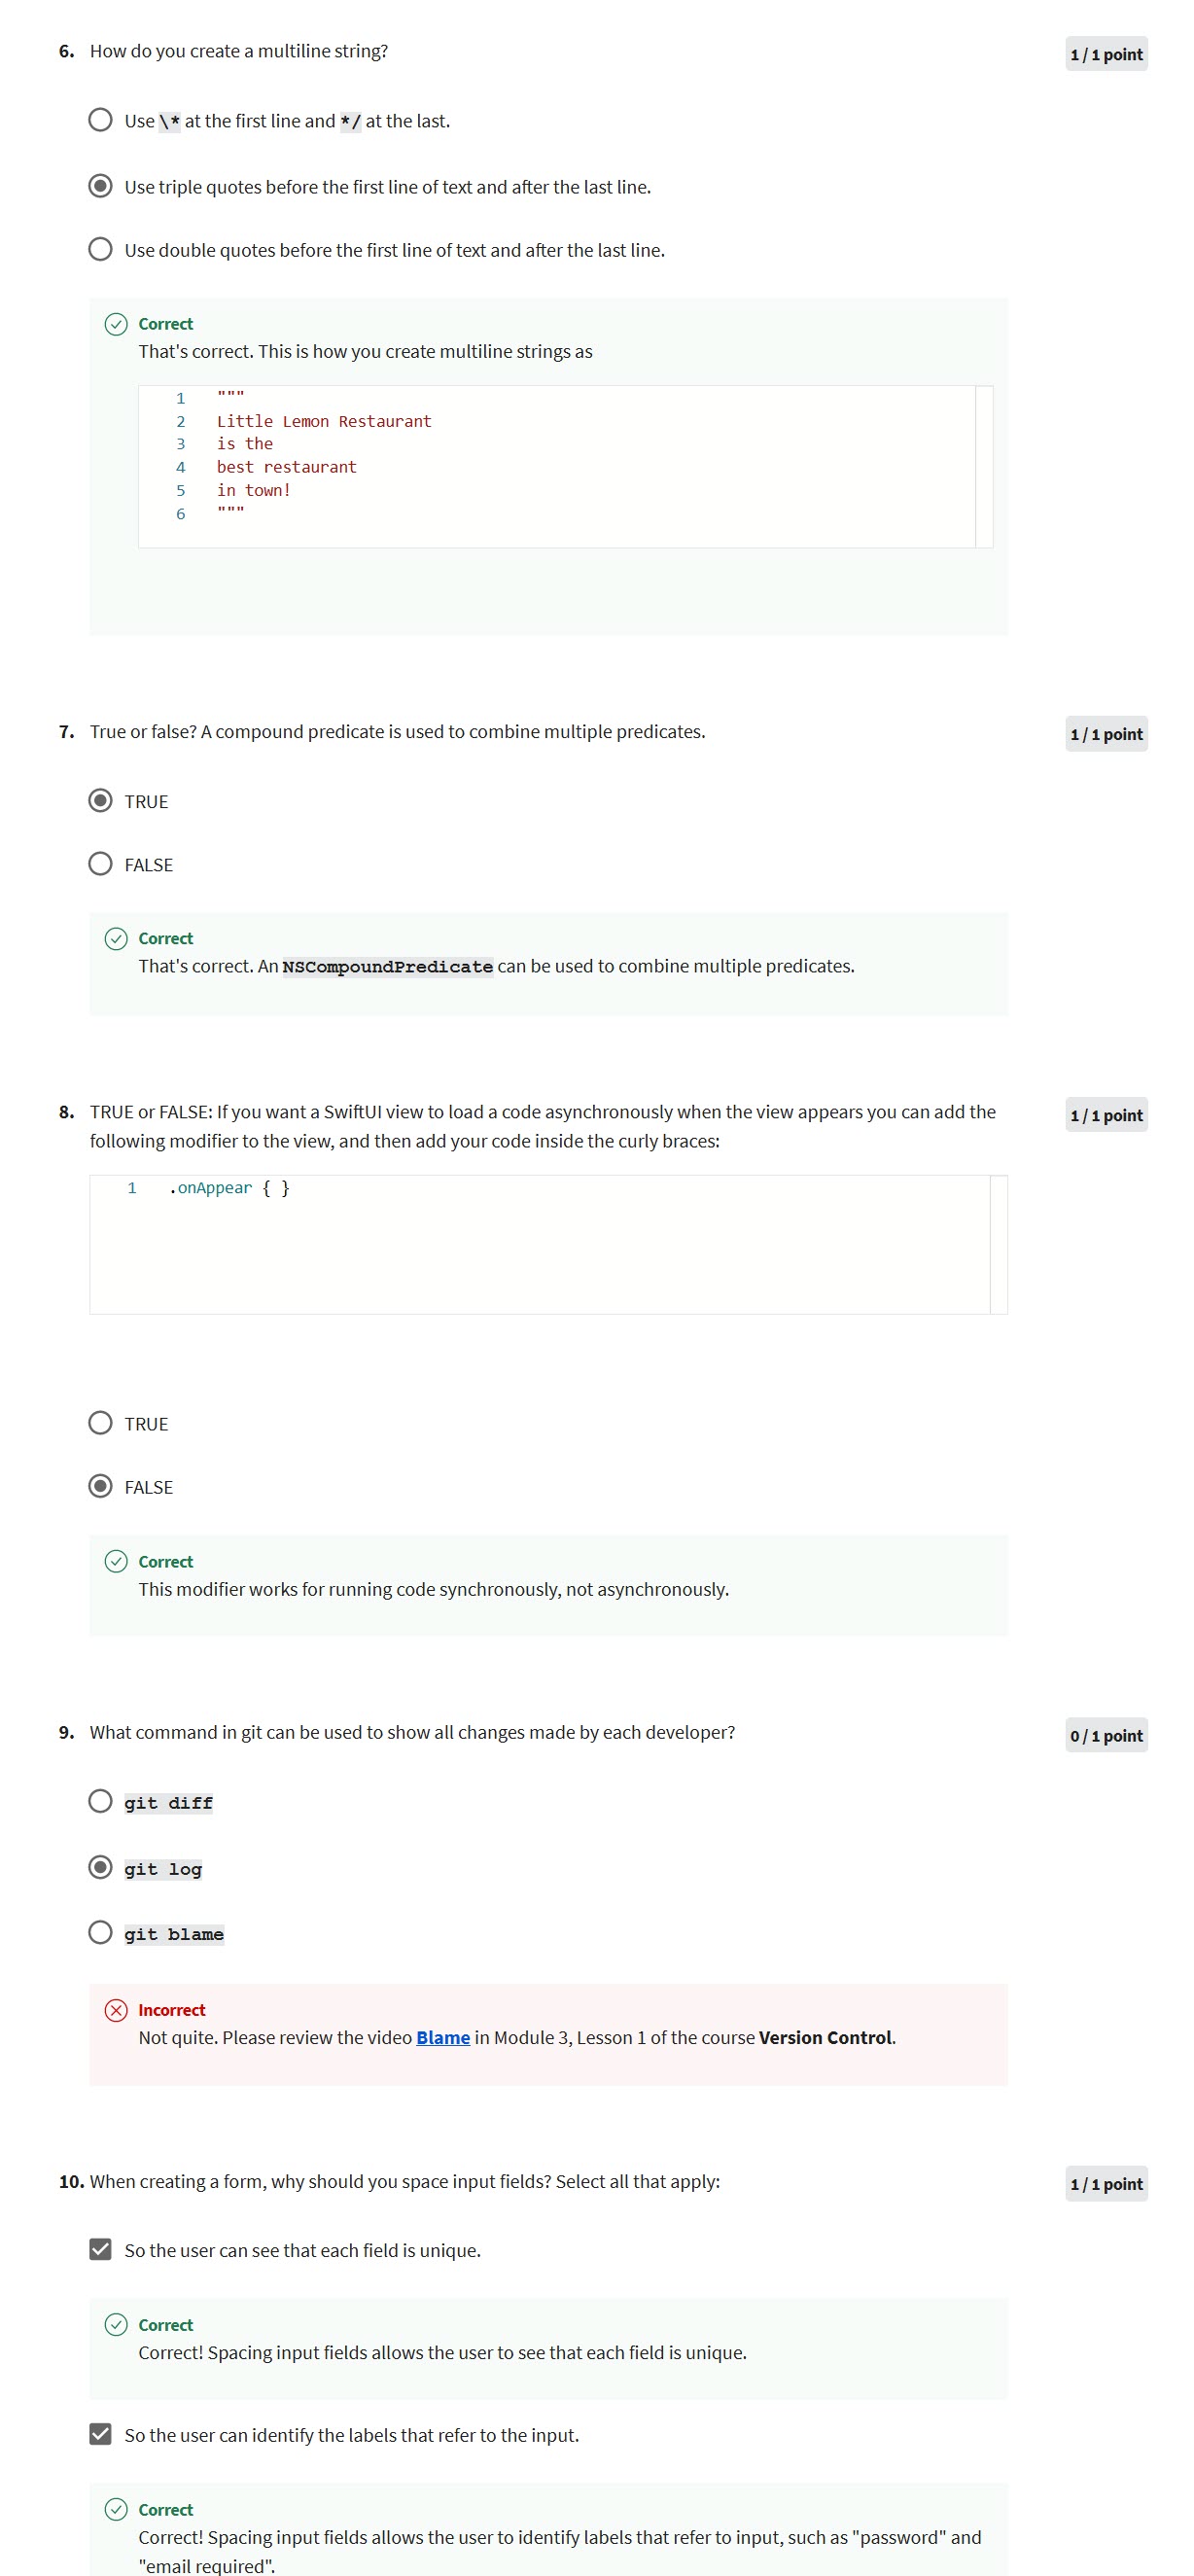 6. How do you create a multiline string?
1 / 1 point
Use \* at the first line and */ at the last.
Use triple quotes before the first line of text and after the last line.
Use double quotes before the first line of text and after the last line.
Correct
That's correct. This is how you create multiline strings as
1 """
2 Little Lemon Restaurant
3 is the
4 best restaurant
5 in town!
6 """
7. True or false? A compound predicate is used to combine multiple predicates.
1 / 1 point
TRUE
FALSE
Correct
That's correct. An NSCompoundPredicate can be used to combine multiple predicates.
8. TRUE or FALSE: If you want a SwiftUI view to load a code asynchronously when the view appears you can add the
following modifier to the view, and then add your code inside the curly braces:
1 / 1 point
1 .onAppear { }
TRUE
FALSE
Correct
This modifier works for running code synchronously, not asynchronously.
9. What command in git can be used to show all changes made by each developer?
0 / 1 point
git diff
git log
git blame
Incorrect
Not quite. Please review the video Blame in Module 3, Lesson 1 of the course Version Control.
10. When creating a form, why should you space input fields? Select all that apply:
1 / 1 point
So the user can see that each field is unique.
Correct
Correct! Spacing input fields allows the user to see that each field is unique.
So the user can identify the labels that refer to the input.
Correct
Correct! Spacing input fields allows the user to identify labels that refer to input, such as "password" and
"email required".